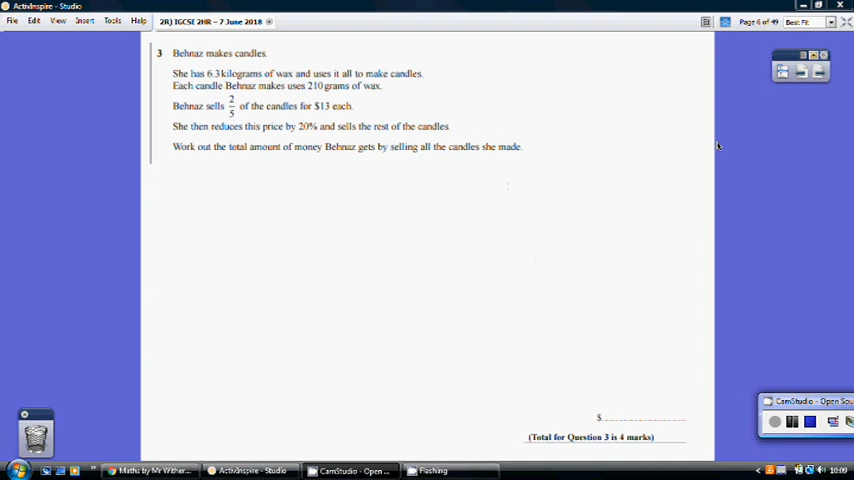 ActivInspire - Studio
File Edit View Insert Tools Help 2R) IGCSE 2HR – 7 June 2018 Page 6 of 49 Best Fit
3 Behnaz makes candles.
She has 6.3 kilograms of wax and uses it all to make candles.
Each candle Behnaz makes uses 210 grams of wax.
Behnaz sells 2/5 of the candles for $13 each.
She then reduces this price by 20% and sells the rest of the candles
Work out the total amount of money Behnaz gets by selling all the candles she made.
$
(Total for Question 3 is 4 marks)
CamStudio - Open Sou
Maths by Mr Wither... ActivInspire - Studio CamStudio - Open ... Flashing 10:09